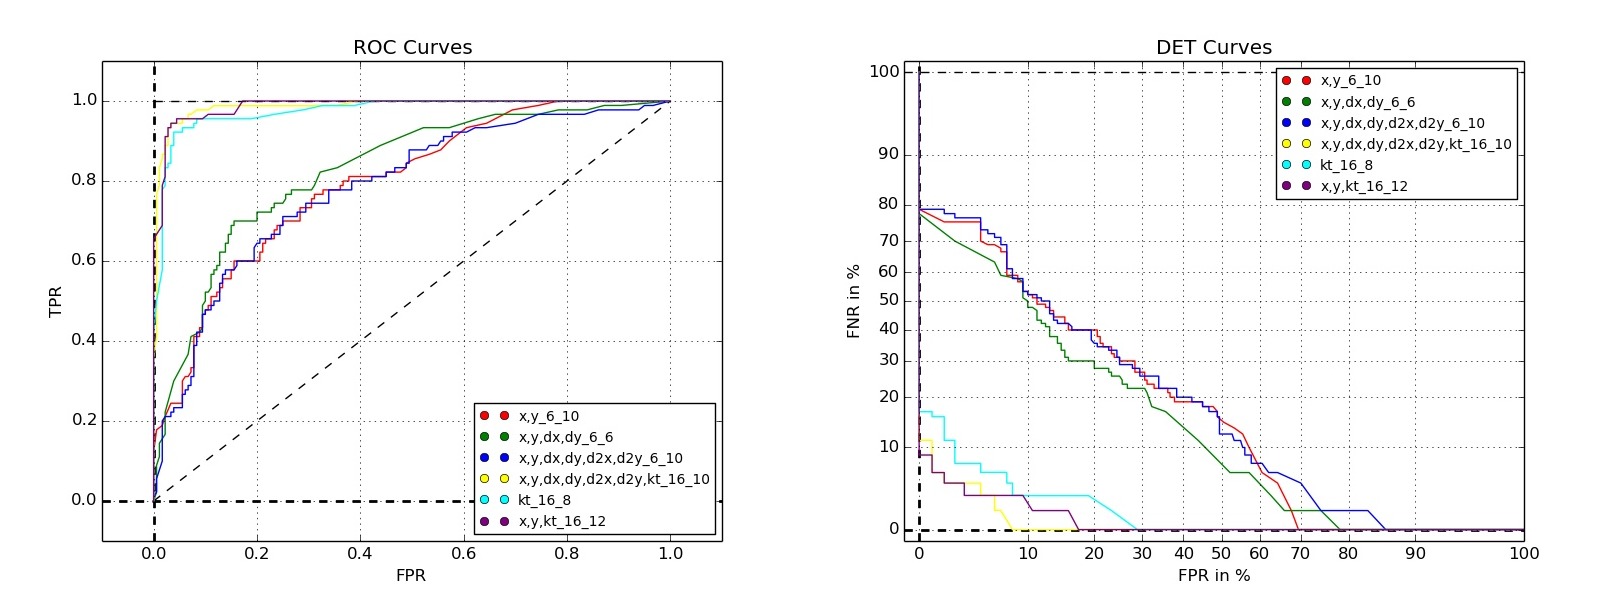 ROC Curves
1.0
0.8
0.6
0.4
0.2
0.0
TPR
0.0 0.2 0.4 0.6 0.8 1.0
FPR
x,y_6_10
x,y,dx,dy_6_6
x,y,dx,dy,d2x,d2y_6_10
x,y,dx,dy,d2x,d2y,kt_16_10
kt_16_8
x,y,kt_16_12
DET Curves
100
90
80
70
60
50
40
30
20
10
0
FNR in %
0 10 20 30 40 50 60 70 80 90 100
FPR in %
x,y_6_10
x,y,dx,dy_6_6
x,y,dx,dy,d2x,d2y_6_10
x,y,dx,dy,d2x,d2y,kt_16_10
kt_16_8
x,y,kt_16_12